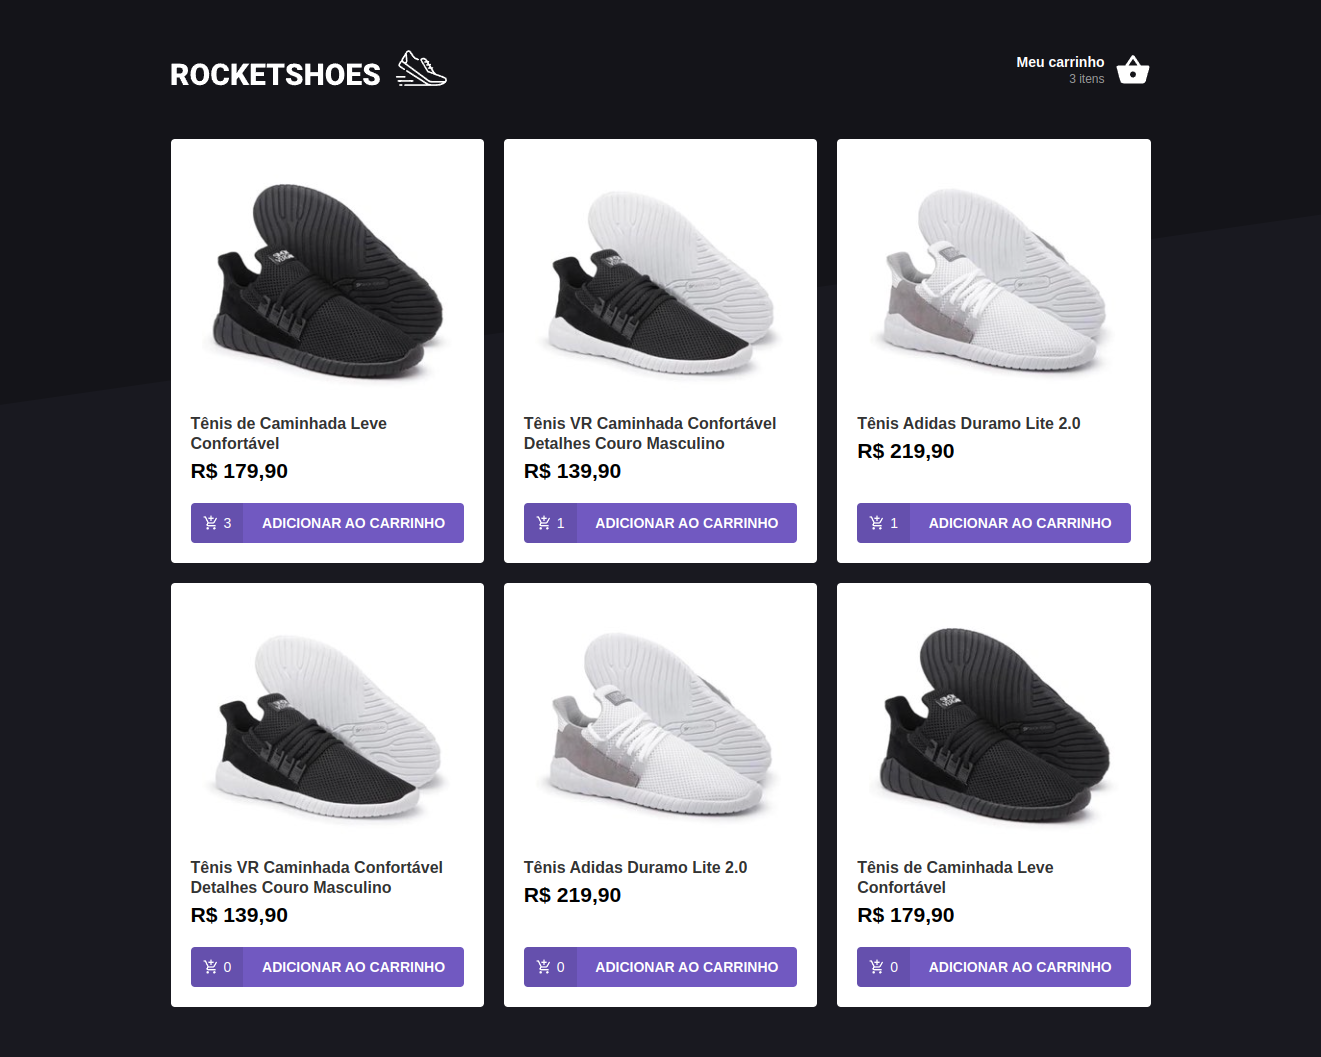 ROCKETSHOES
Meu carrinho
3 itens
Tênis de Caminhada Leve
Confortável
R$ 179,90
3 ADICIONAR AO CARRINHO
Tênis VR Caminhada Confortável
Detalhes Couro Masculino
R$ 139,90
1 ADICIONAR AO CARRINHO
Tênis Adidas Duramo Lite 2.0
R$ 219,90
1 ADICIONAR AO CARRINHO
Tênis VR Caminhada Confortável
Detalhes Couro Masculino
R$ 139,90
0 ADICIONAR AO CARRINHO
Tênis Adidas Duramo Lite 2.0
R$ 219,90
0 ADICIONAR AO CARRINHO
Tênis de Caminhada Leve
Confortável
R$ 179,90
0 ADICIONAR AO CARRINHO